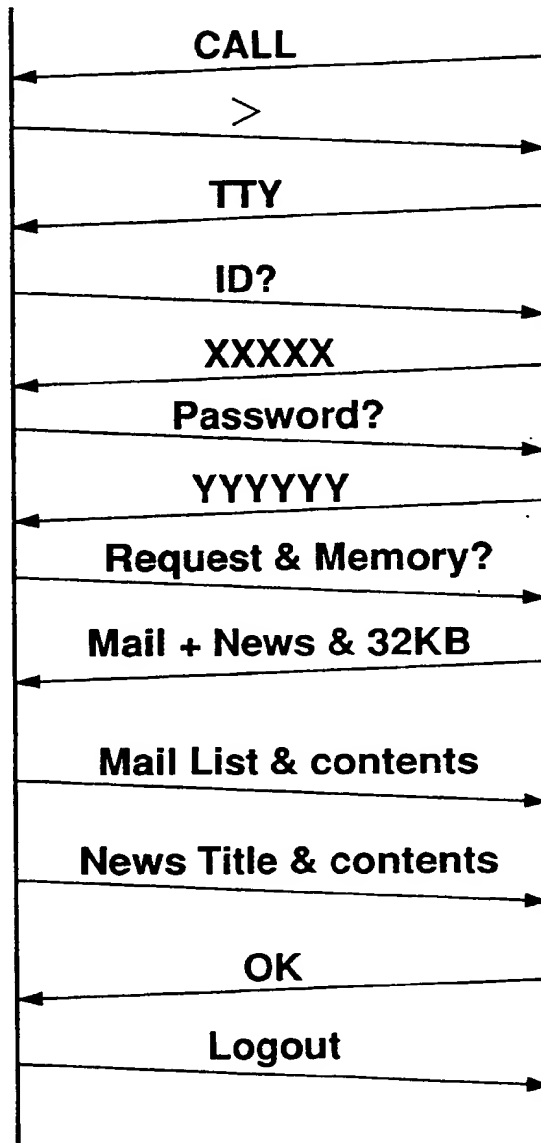 CALL
>
TTY
ID?
XXXXX
Password?
YYYYYY
Request & Memory?
Mail + News & 32KB
Mail List & contents
News Title & contents
OK
Logout